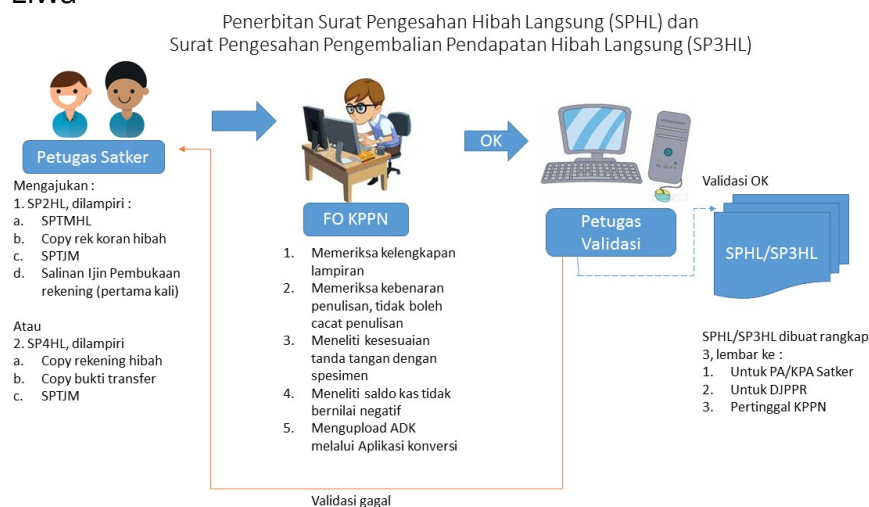 Penerbitan Surat Pengesahan Hibah Langsung (SPHL) dan
Surat Pengesahan Pengembalian Pendapatan Hibah Langsung (SP3HL)
Petugas Satker
Mengajukan :
1. SP2HL, dilampiri :
a. SPTMHL
b. Copy rek koran hibah
c. SPTJM
d. Salinan Ijin Pembukaan
rekening (pertama kali)
Atau
2. SP4HL, dilampiri
a. Copy rekening hibah
b. Copy bukti transfer
c. SPTJM
FO KPPN
1. Memeriksa kelengkapan
lampiran
2. Memeriksa kebenaran
penulisan, tidak boleh
cacat penulisan
3. Meneliti kesesuaian
tanda tangan dengan
spesimen
4. Meneliti saldo kas tidak
bernilai negatif
5. Mengupload ADK
melalui Aplikasi konversi
OK
Petugas
Validasi
Validasi OK
SPHL/SP3HL
SPHL/SP3HL dibuat rangkap
3, lembar ke :
1. Untuk PA/KPA Satker
2. Untuk DJPPR
3. Pertinggal KPPN
Validasi gagal